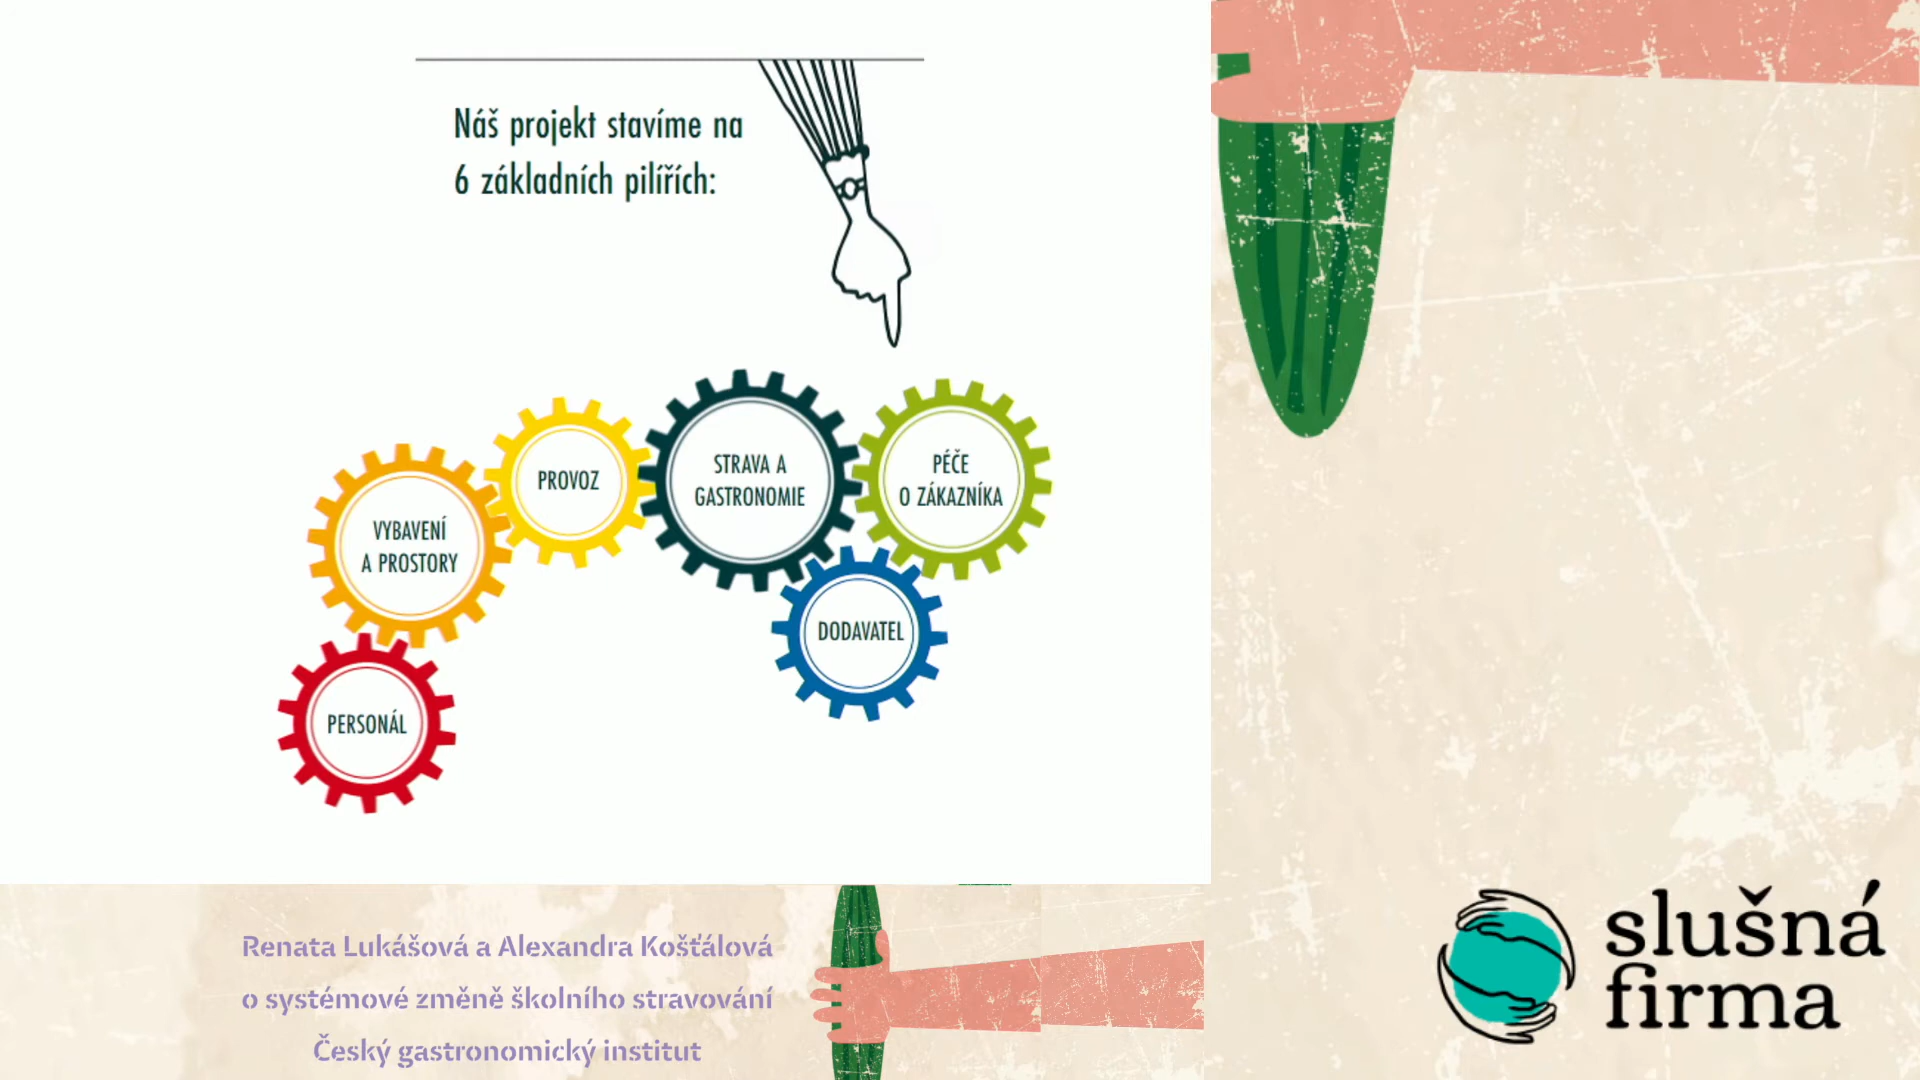 Náš projekt stavíme na
6 základních pilířích:
VYBAVENÍ
A PROSTORY
PROVOZ
STRAVA A
GASTRONOMIE
PÉČE
O ZÁKAZNÍKA
DODAVATEL
PERSONÁL
Renata Lukášová a Alexandra Košťálová
o systémové změně školního stravování
Český gastronomický institut
slušná
firma